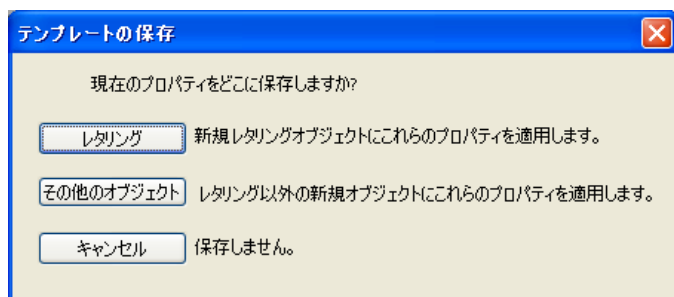 テンプレートの保存
現在のプロパティをどこに保存しますか?
レタリング 新規レタリングオブジェクトにこれらのプロパティを適用します。
その他のオブジェクト レタリング以外の新規オブジェクトにこれらのプロパティを適用します。
キャンセル 保存しません。